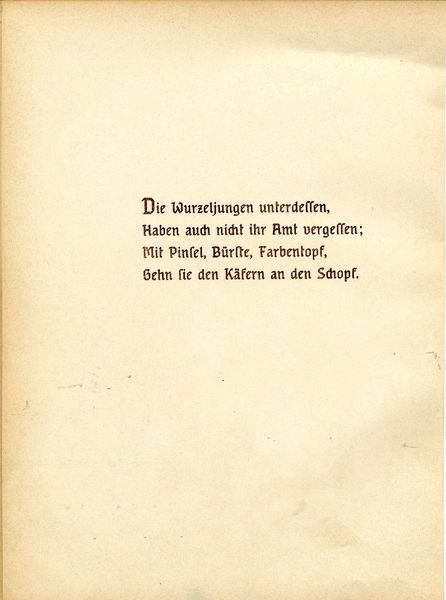 Die Wurzeljungen unterdeſſen,
Haben auch nicht ihr Amt vergeſſen;
Mit Pinſel, Bürſte, Farbentopf,
Gehn ſie den Käfern an den Schopf.